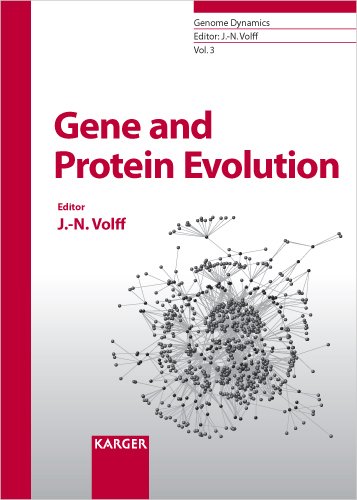 Genome Dynamics
Editor: J.-N. Volff
Vol. 3
Gene and
Protein Evolution
Editor
J.-N. Volff
KARGER